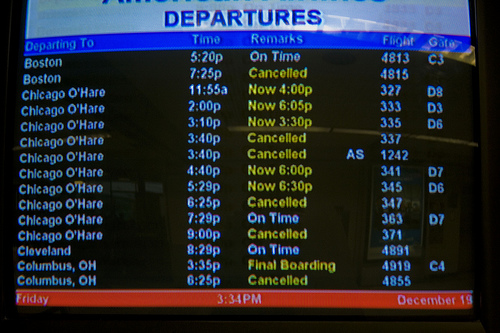 American Airlines
DEPARTURES
Departing To Time Remarks Flight Gate
Boston 5:20p On Time 4813 C3
Boston 7:25p Cancelled 4815
Chicago O'Hare 11:55a Now 4:00p 327 D8
Chicago O'Hare 2:00p Now 6:05p 333 D3
Chicago O'Hare 3:10p Now 3:30p 335 D6
Chicago O'Hare 3:40p Cancelled 337
Chicago O'Hare 3:40p Cancelled AS 1242
Chicago O'Hare 4:40p Now 6:00p 341 D7
Chicago O'Hare 5:29p Now 6:30p 345 D6
Chicago O'Hare 6:25p Cancelled 347
Chicago O'Hare 7:29p On Time 363 D7
Chicago O'Hare 9:00p Cancelled 371
Cleveland 8:29p On Time 4891
Columbus, OH 3:35p Final Boarding 4919 C4
Columbus, OH 6:25p Cancelled 4855
Friday 3:34PM December 19